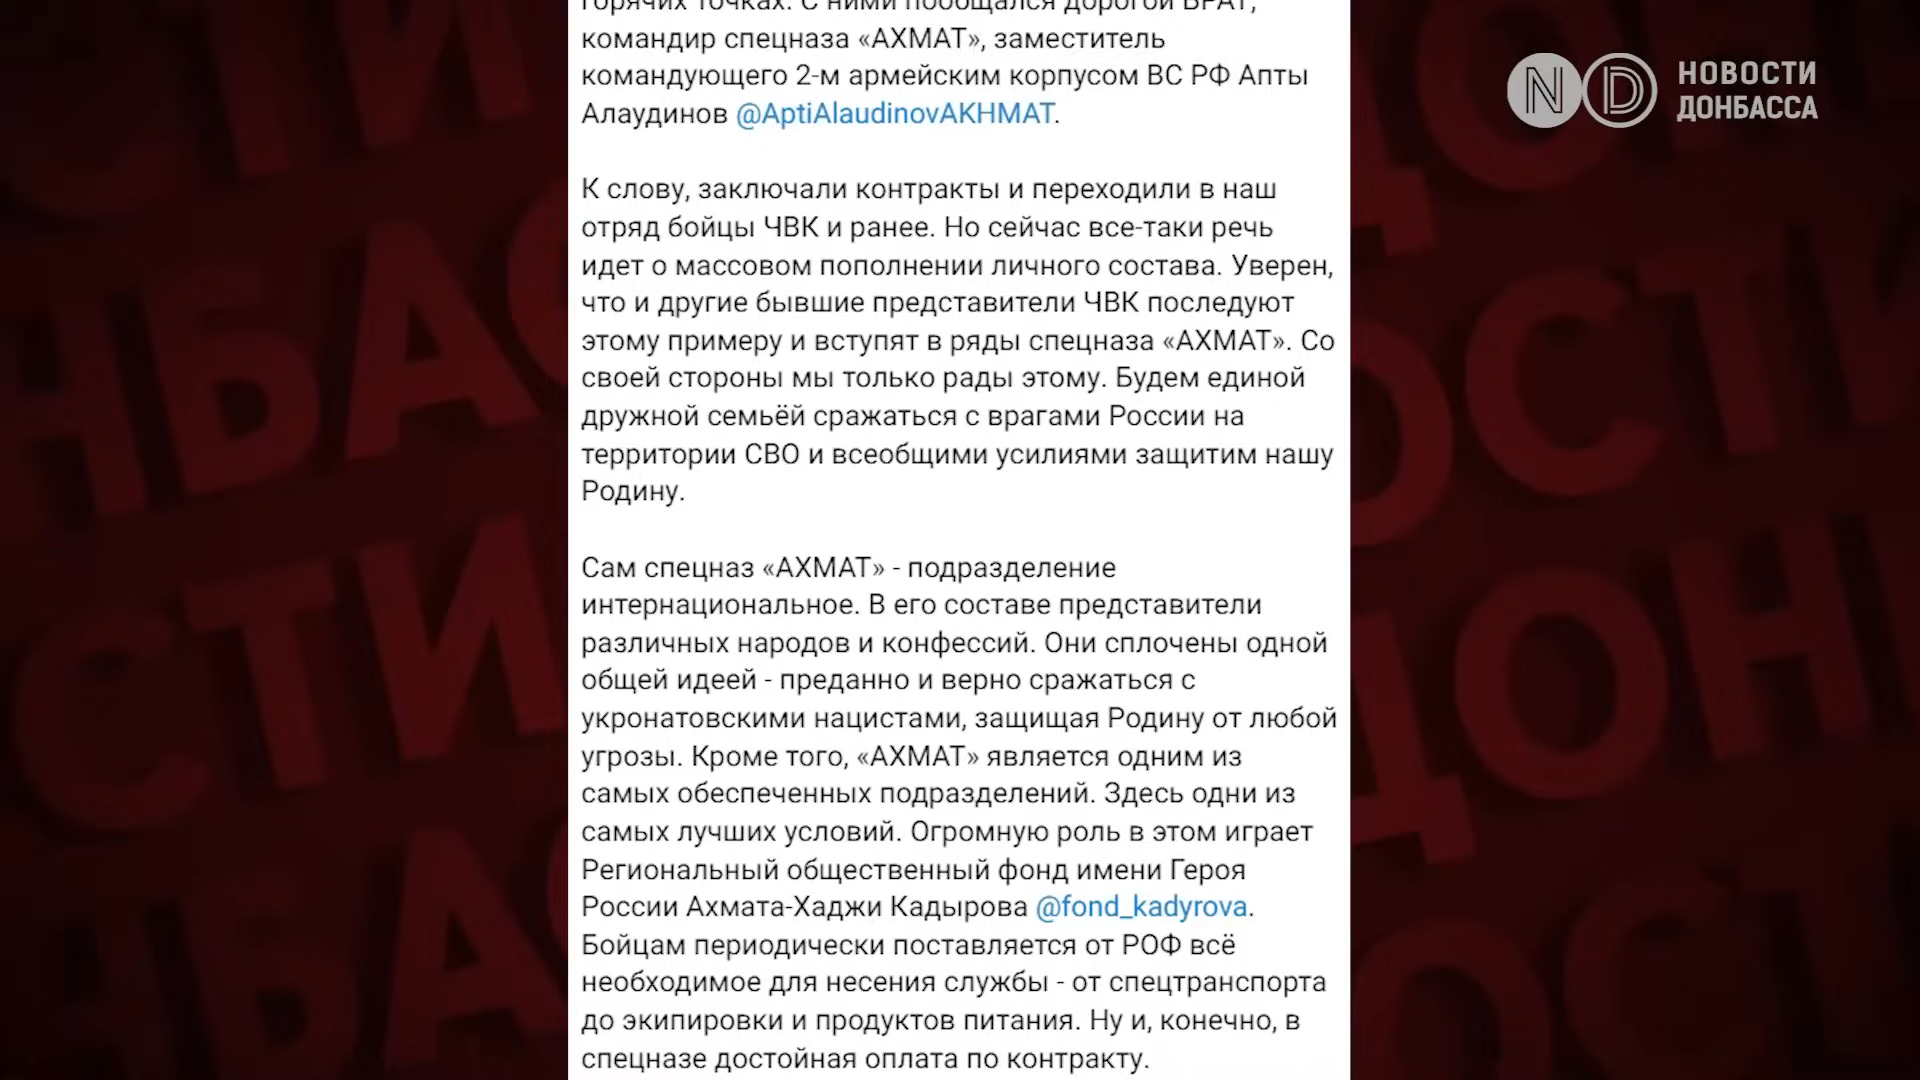 горячих точках. С ними пообщался дорогой БРАТ,
командир спецназа «АХМАТ», заместитель
командующего 2-м армейским корпусом ВС РФ Апты
Алаудинов @AptiAlaudinovAKHMAT.
К слову, заключали контракты и переходили в наш
отряд бойцы ЧВК и ранее. Но сейчас все-таки речь
идет о массовом пополнении личного состава. Уверен,
что и другие бывшие представители ЧВК последуют
этому примеру и вступят в ряды спецназа «АХМАТ». Со
своей стороны мы только рады этому. Будем единой
дружной семьёй сражаться с врагами России на
территории СВО и всеобщими усилиями защитим нашу
Родину.
Сам спецназ «АХМАТ» - подразделение
интернациональное. В его составе представители
различных народов и конфессий. Они сплочены одной
общей идеей - преданно и верно сражаться с
укронатовскими нацистами, защищая Родину от любой
угрозы. Кроме того, «АХМАТ» является одним из
самых обеспеченных подразделений. Здесь одни из
самых лучших условий. Огромную роль в этом играет
Региональный общественный фонд имени Героя
России Ахмата-Хаджи Кадырова @fond_kadyrova.
Бойцам периодически поставляется от РОФ всё
необходимое для несения службы - от спецтранспорта
до экипировки и продуктов питания. Ну и, конечно, в
спецназе достойная оплата по контракту.
ND НОВОСТИ
ДОНБАССА